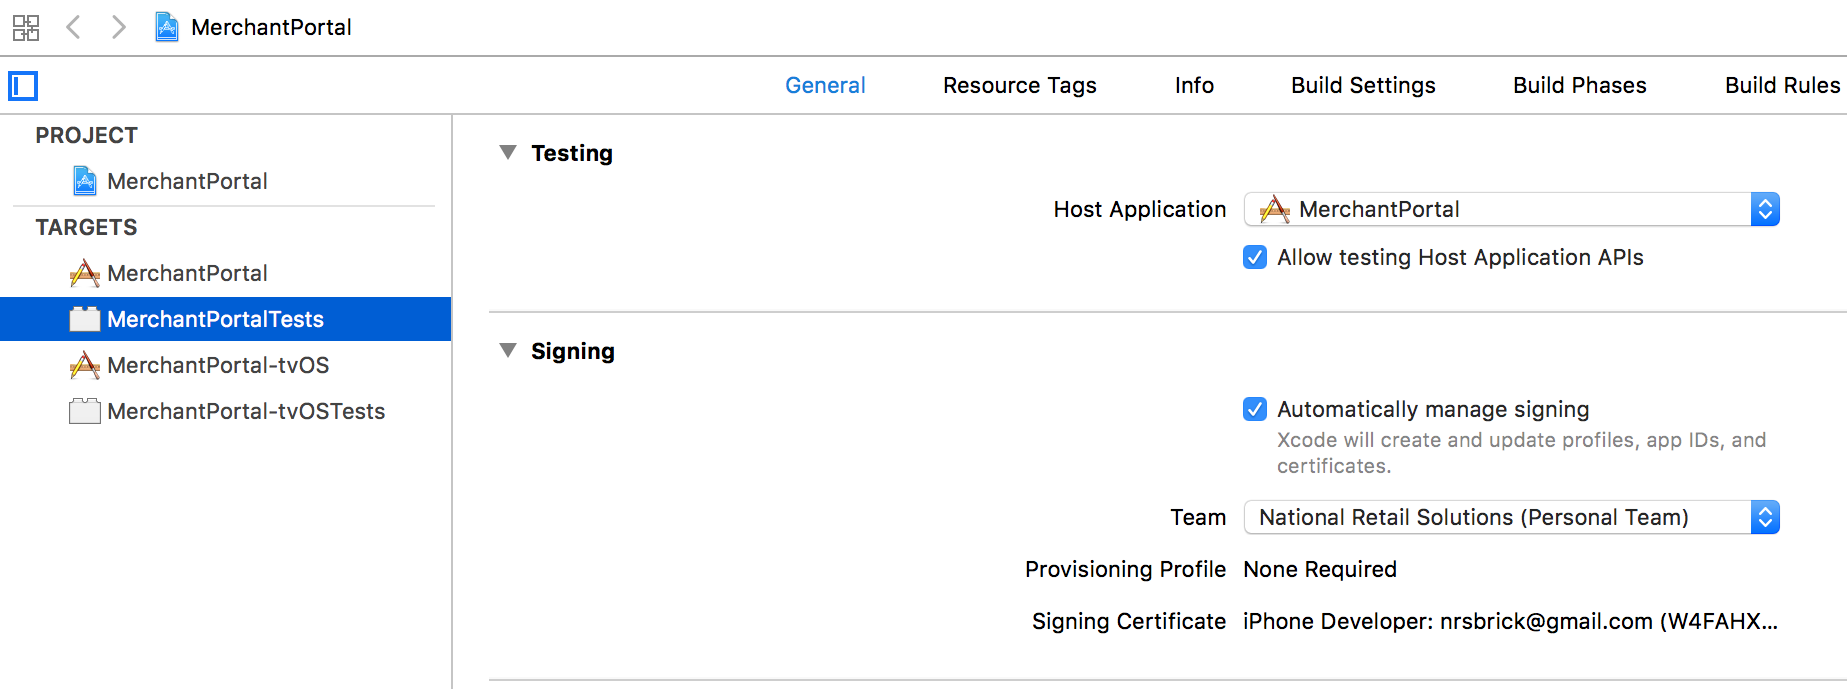 MerchantPortal
General Resource Tags Info Build Settings Build Phases Build Rules
PROJECT
MerchantPortal
TARGETS
MerchantPortal
MerchantPortalTests
MerchantPortal-tvOS
MerchantPortal-tvOSTests
Testing
Host Application MerchantPortal
Allow testing Host Application APIs
Signing
Automatically manage signing
Xcode will create and update profiles, app IDs, and
certificates.
Team National Retail Solutions (Personal Team)
Provisioning Profile None Required
Signing Certificate iPhone Developer: nrsbrick@gmail.com (W4FAHX...